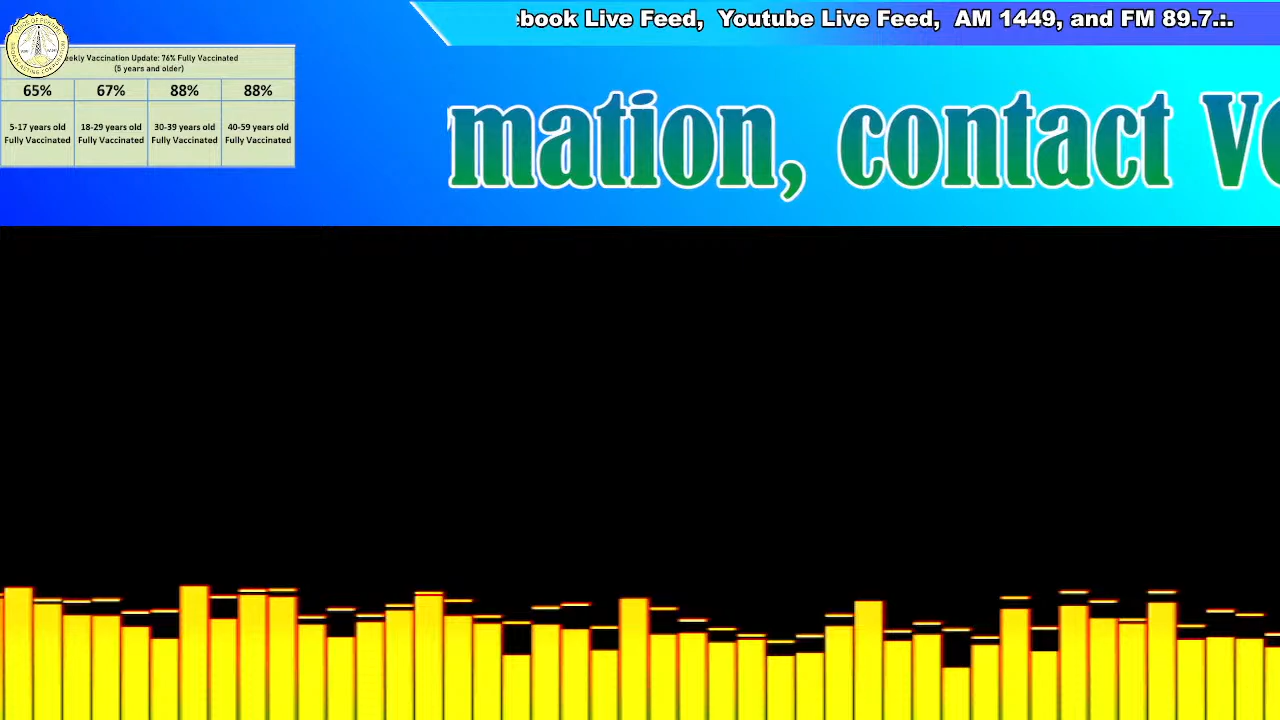 book Live Feed, Youtube Live Feed, AM 1449, and FM 89.7.:.
ekly Vaccination Update: 76% Fully Vaccinated
(5 years and older)
65% 67% 88% 88%
5-17 years old 18-29 years old 30-39 years old 40-59 years old
Fully Vaccinated Fully Vaccinated Fully Vaccinated Fully Vaccinated
mation, contact